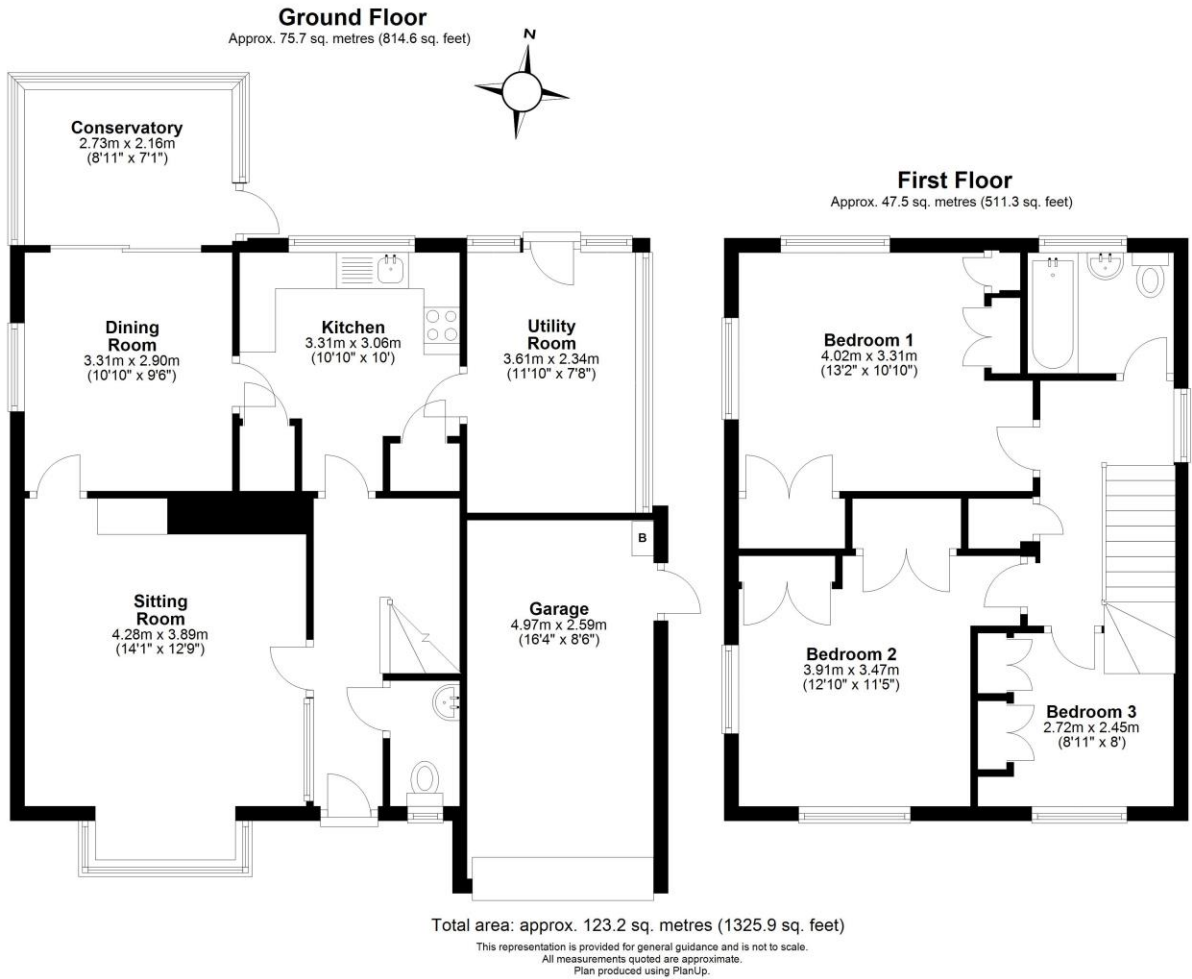 Ground Floor
Approx. 75.7 sq. metres (814.6 sq. feet)
N
Conservatory
2.73m x 2.16m
(8'11" x 7'1")
Dining
Room
3.31m x 2.90m
(10'10" x 9'6")
Kitchen
3.31m x 3.06m
(10'10" x 10')
Utility
Room
3.61m x 2.34m
(11'10" x 7'8")
Sitting
Room
4.28m x 3.89m
(14'1" x 12'9")
B
Garage
4.97m x 2.59m
(16'4" x 8'6")
First Floor
Approx. 47.5 sq. metres (511.3 sq. feet)
Bedroom 1
4.02m x 3.31m
(13'2" x 10'10")
Bedroom 2
3.91m x 3.47m
(12'10" x 11'5")
Bedroom 3
2.72m x 2.45m
(8'11" x 8')
Total area: approx. 123.2 sq. metres (1325.9 sq. feet)
This representation is provided for general guidance and is not to scale.
All measurements quoted are approximate.
Plan produced using PlanUp.